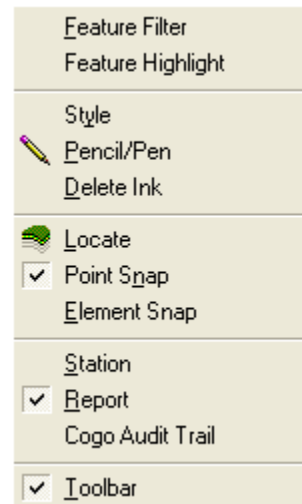 Feature Filter
Feature Highlight
Style
Pencil/Pen
Delete Ink
Locate
Point Snap
Element Snap
Station
Report
Cogo Audit Trail
Toolbar